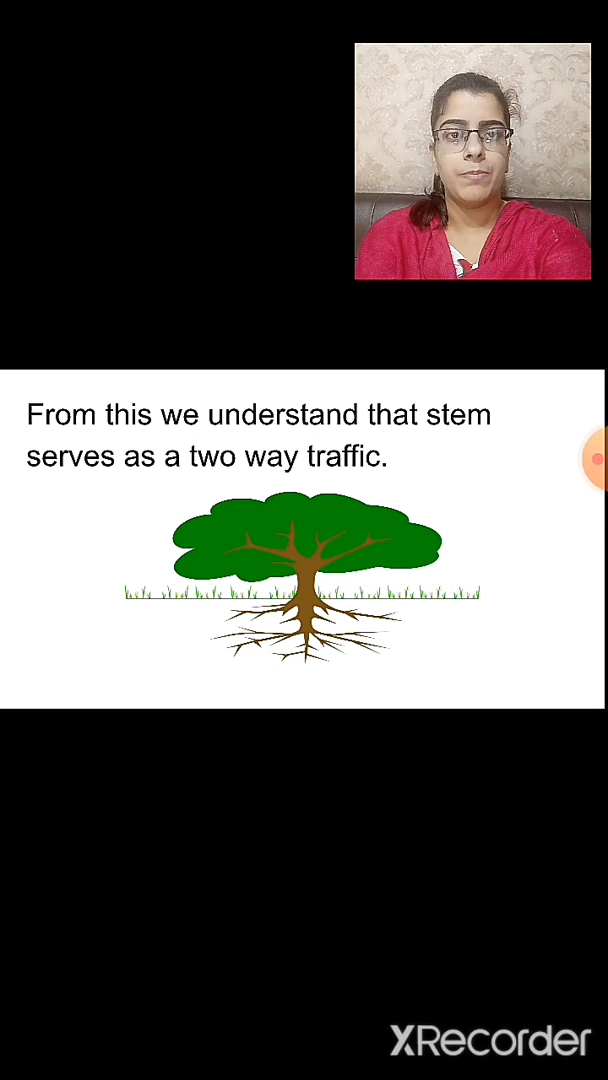 From this we understand that stem
serves as a two way traffic.
XRecorder